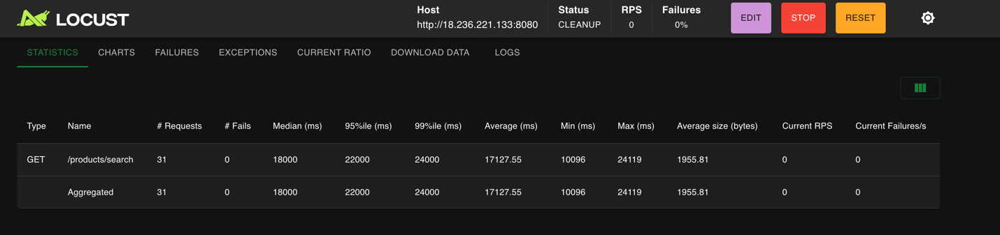 LOCUST
Host Status RPS Failures
http://18.236.221.133:8080 CLEANUP 0 0%
EDIT STOP RESET
STATISTICS CHARTS FAILURES EXCEPTIONS CURRENT RATIO DOWNLOAD DATA LOGS
Type Name # Requests # Fails Median (ms) 95%ile (ms) 99%ile (ms) Average (ms) Min (ms) Max (ms) Average size (bytes) Current RPS Current Failures/s
GET /products/search 31 0 18000 22000 24000 17127.55 10096 24119 1955.81 0 0
Aggregated 31 0 18000 22000 24000 17127.55 10096 24119 1955.81 0 0